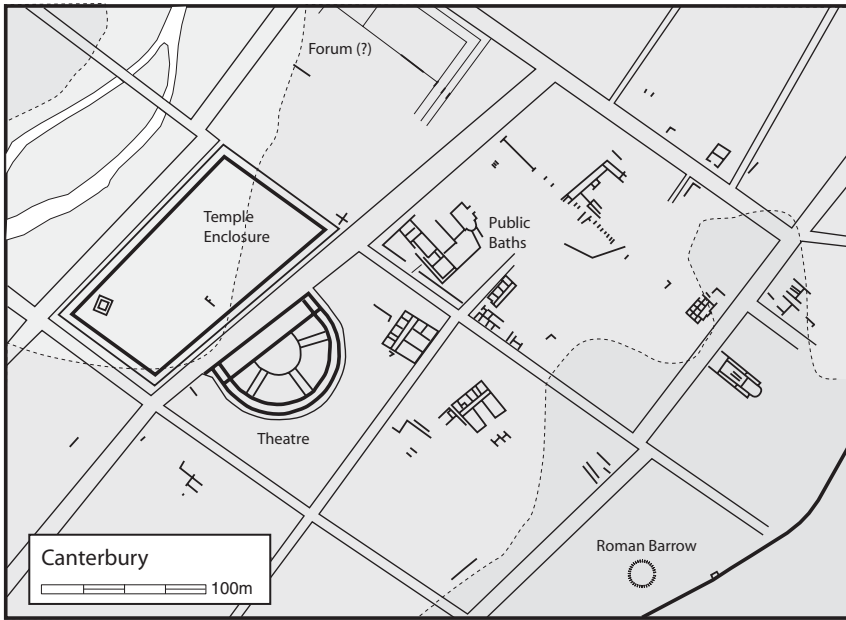 Forum (?)
Temple
Enclosure
Public
Baths
Theatre
Roman Barrow
Canterbury
100m